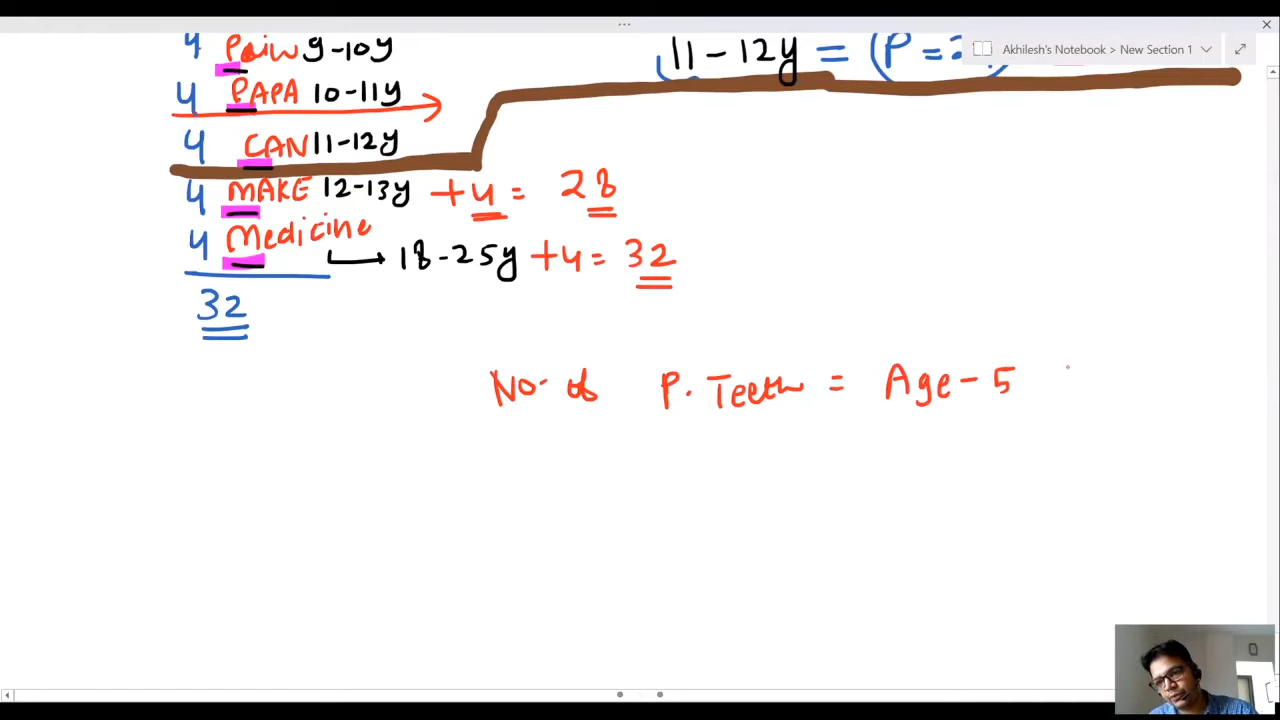 4 Pain 9-10y
11 - 12y = (P = 2
Akhilesh's Notebook > New Section 1
4 PAPA 10-11y
4 CAN 11-12y
4 MAKE 12-13y + 4 = 28
4 Medicine
18-25y + 4 = 32
32
No. of P. Teeth = Age - 5